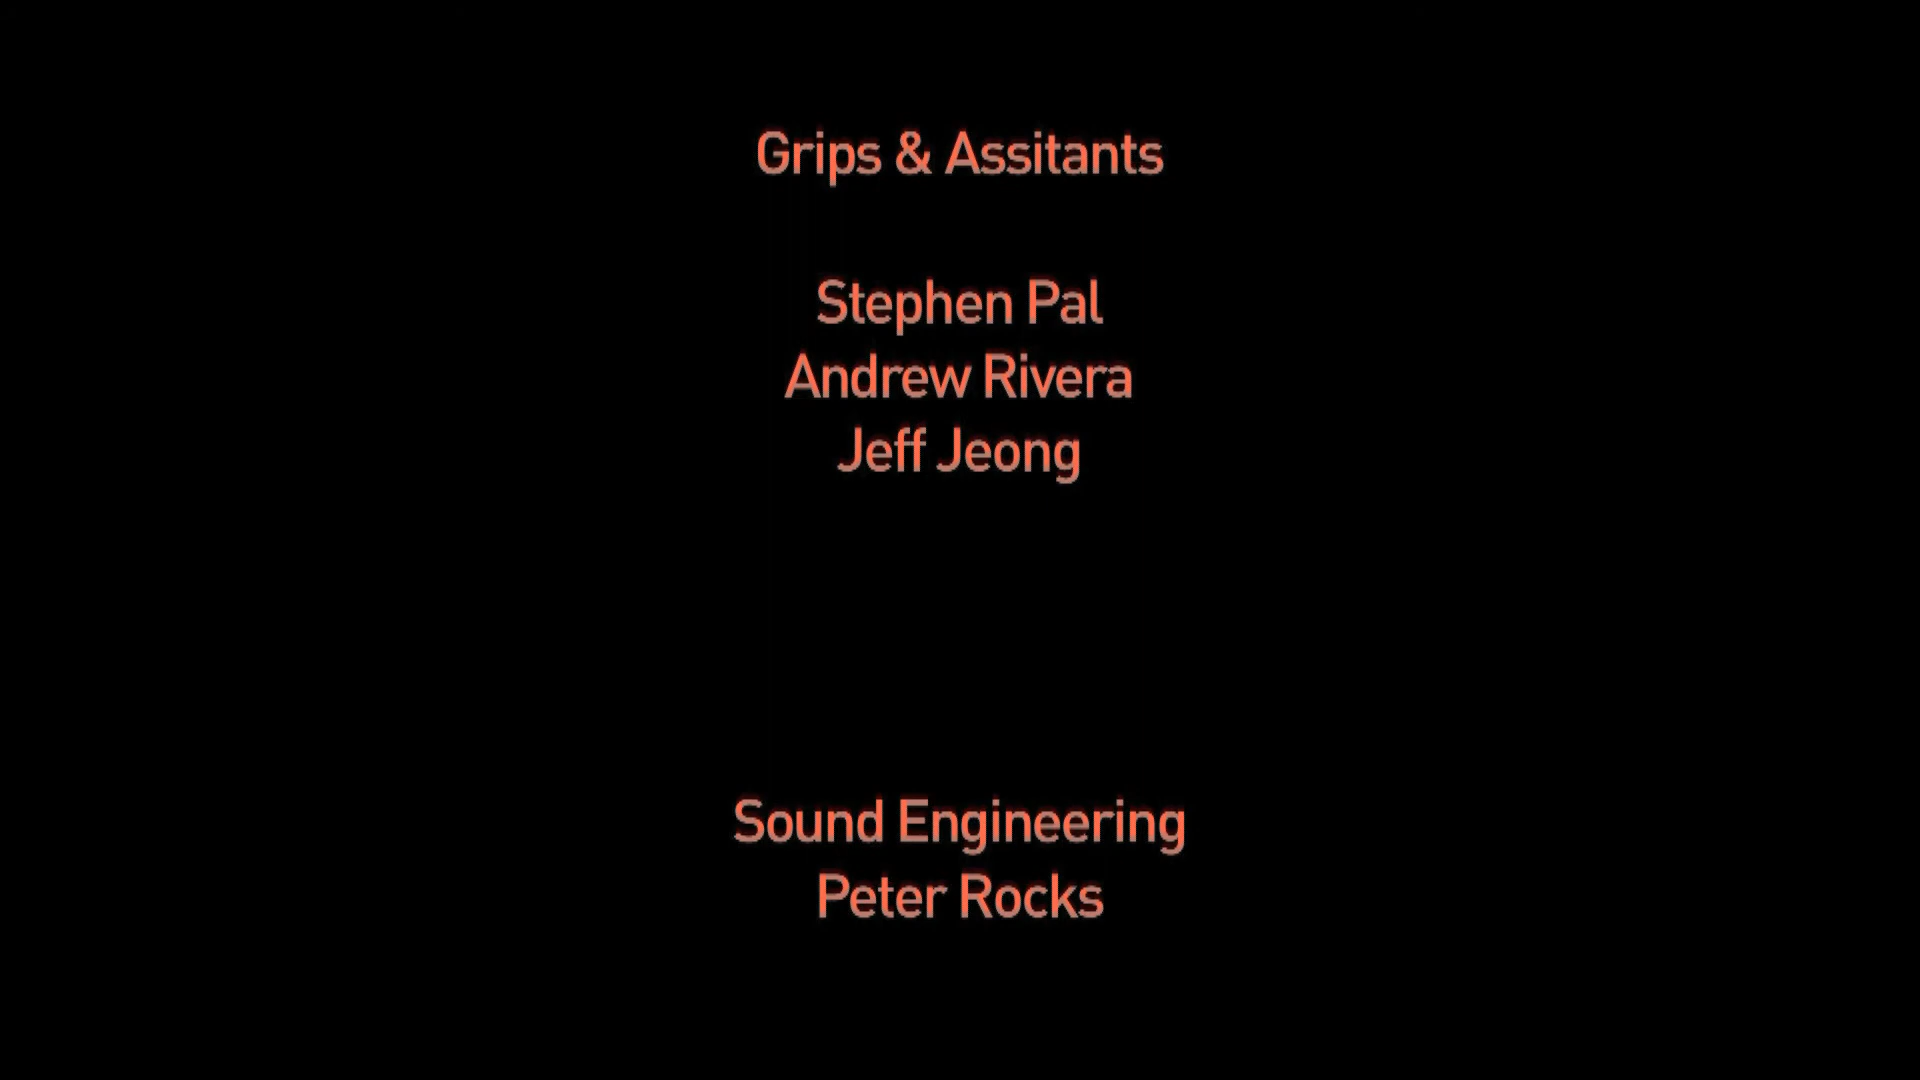 Grips & Assitants
Stephen Pal
Andrew Rivera
Jeff Jeong
Sound Engineering
Peter Rocks